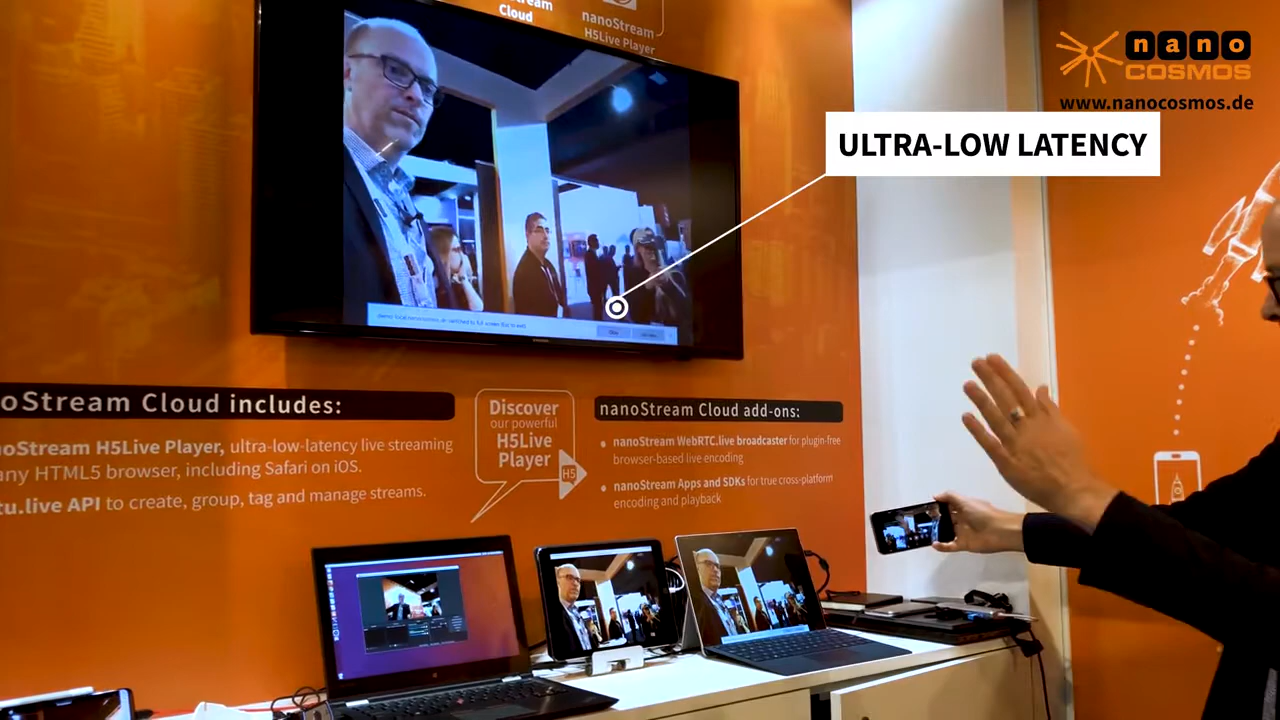 Cloud
nanoStream
H5Live Player
nano
COSMOS
www.nanocosmos.de
ULTRA-LOW LATENCY
oStream Cloud includes:
noStream H5Live Player, ultra-low-latency live streaming
any HTML5 browser, including Safari on iOS.
tu.live API to create, group, tag and manage streams.
Discover
our powerful
H5Live
Player
H5
nanoStream Cloud add-ons:
• nanoStream WebRTC.live broadcaster for plugin-free
browser-based live encoding
• nanoStream Apps and SDKs for true cross-platform
encoding and playback